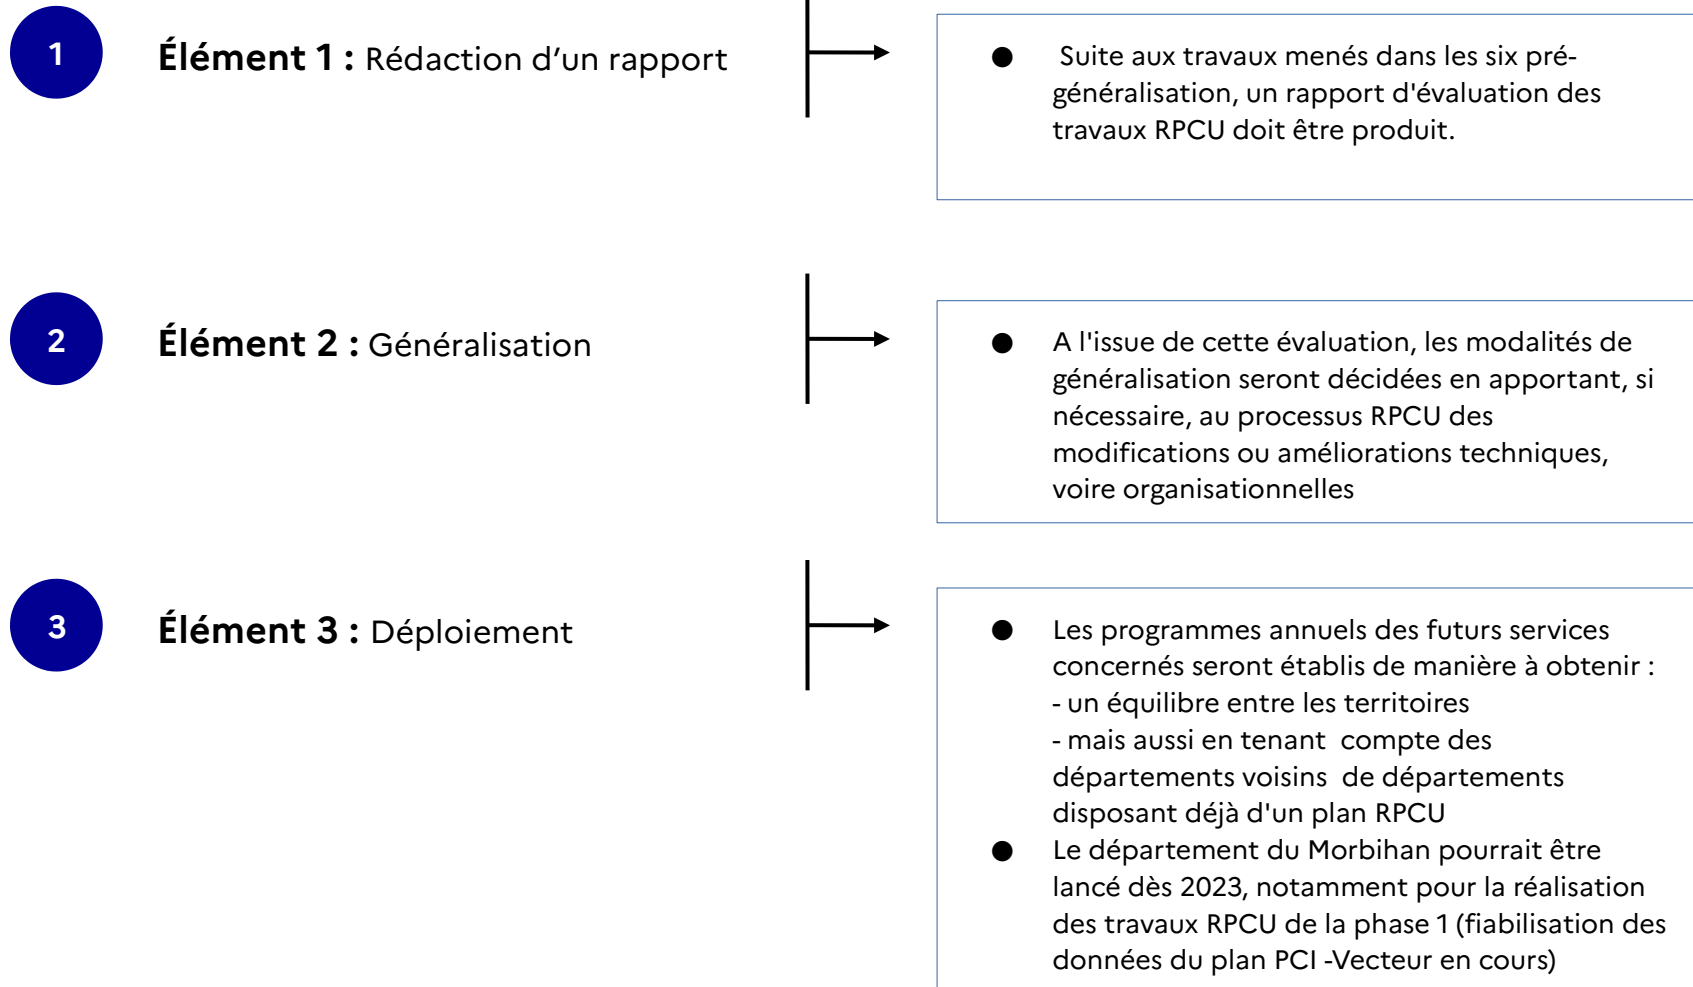 1
Élément 1 : Rédaction d’un rapport
● Suite aux travaux menés dans les six pré-
généralisation, un rapport d'évaluation des
travaux RPCU doit être produit.
2
Élément 2 : Généralisation
● A l'issue de cette évaluation, les modalités de
généralisation seront décidées en apportant, si
nécessaire, au processus RPCU des
modifications ou améliorations techniques,
voire organisationnelles
3
Élément 3 : Déploiement
● Les programmes annuels des futurs services
concernés seront établis de manière à obtenir :
- un équilibre entre les territoires
- mais aussi en tenant compte des
départements voisins de départements
disposant déjà d'un plan RPCU
● Le département du Morbihan pourrait être
lancé dès 2023, notamment pour la réalisation
des travaux RPCU de la phase 1 (fiabilisation des
données du plan PCI -Vecteur en cours)